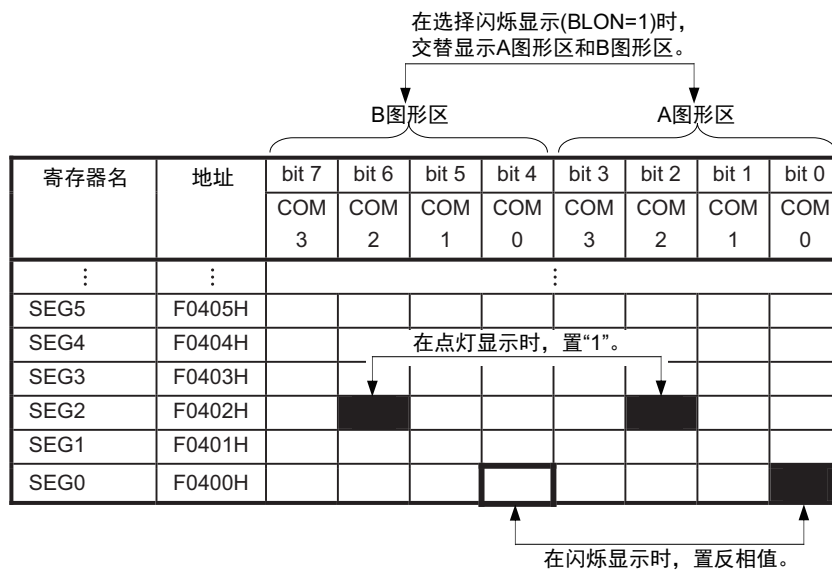 在选择闪烁显示(BLON=1)时，
交替显示A图形区和B图形区。
B图形区 A图形区
寄存器名 地址 bit 7 bit 6 bit 5 bit 4 bit 3 bit 2 bit 1 bit 0
COM COM COM COM COM COM COM COM
3 2 1 0 3 2 1 0
⋮ ⋮ ⋮
SEG5 F0405H
SEG4 F0404H 在点灯显示时，置“1”。
SEG3 F0403H
SEG2 F0402H
SEG1 F0401H
SEG0 F0400H
在闪烁显示时，置反相值。